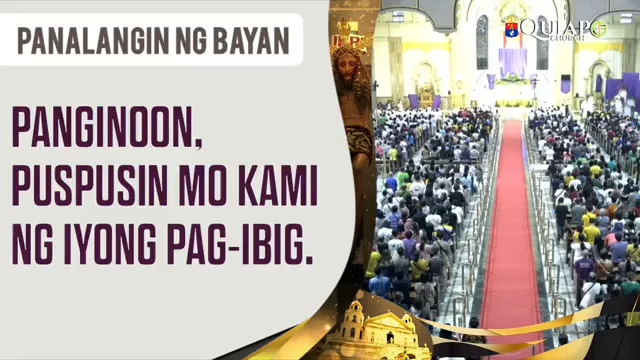 PANALANGIN NG BAYAN
PANGINOON,
PUSPUSIN MO KAMI
NG IYONG PAG-IBIG.
QUIAPO
CHURCH